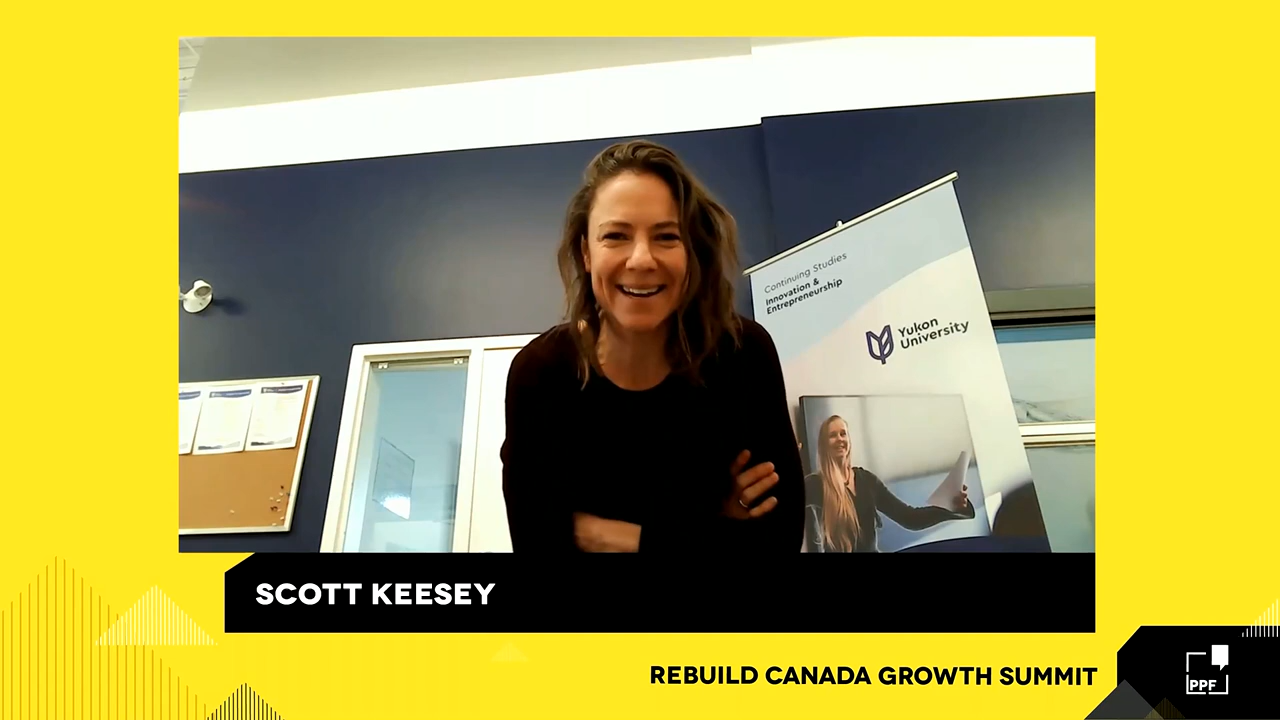 Continuing Studies
Innovation &
Entrepreneurship
Yukon
University
SCOTT KEESEY
REBUILD CANADA GROWTH SUMMIT
PPF